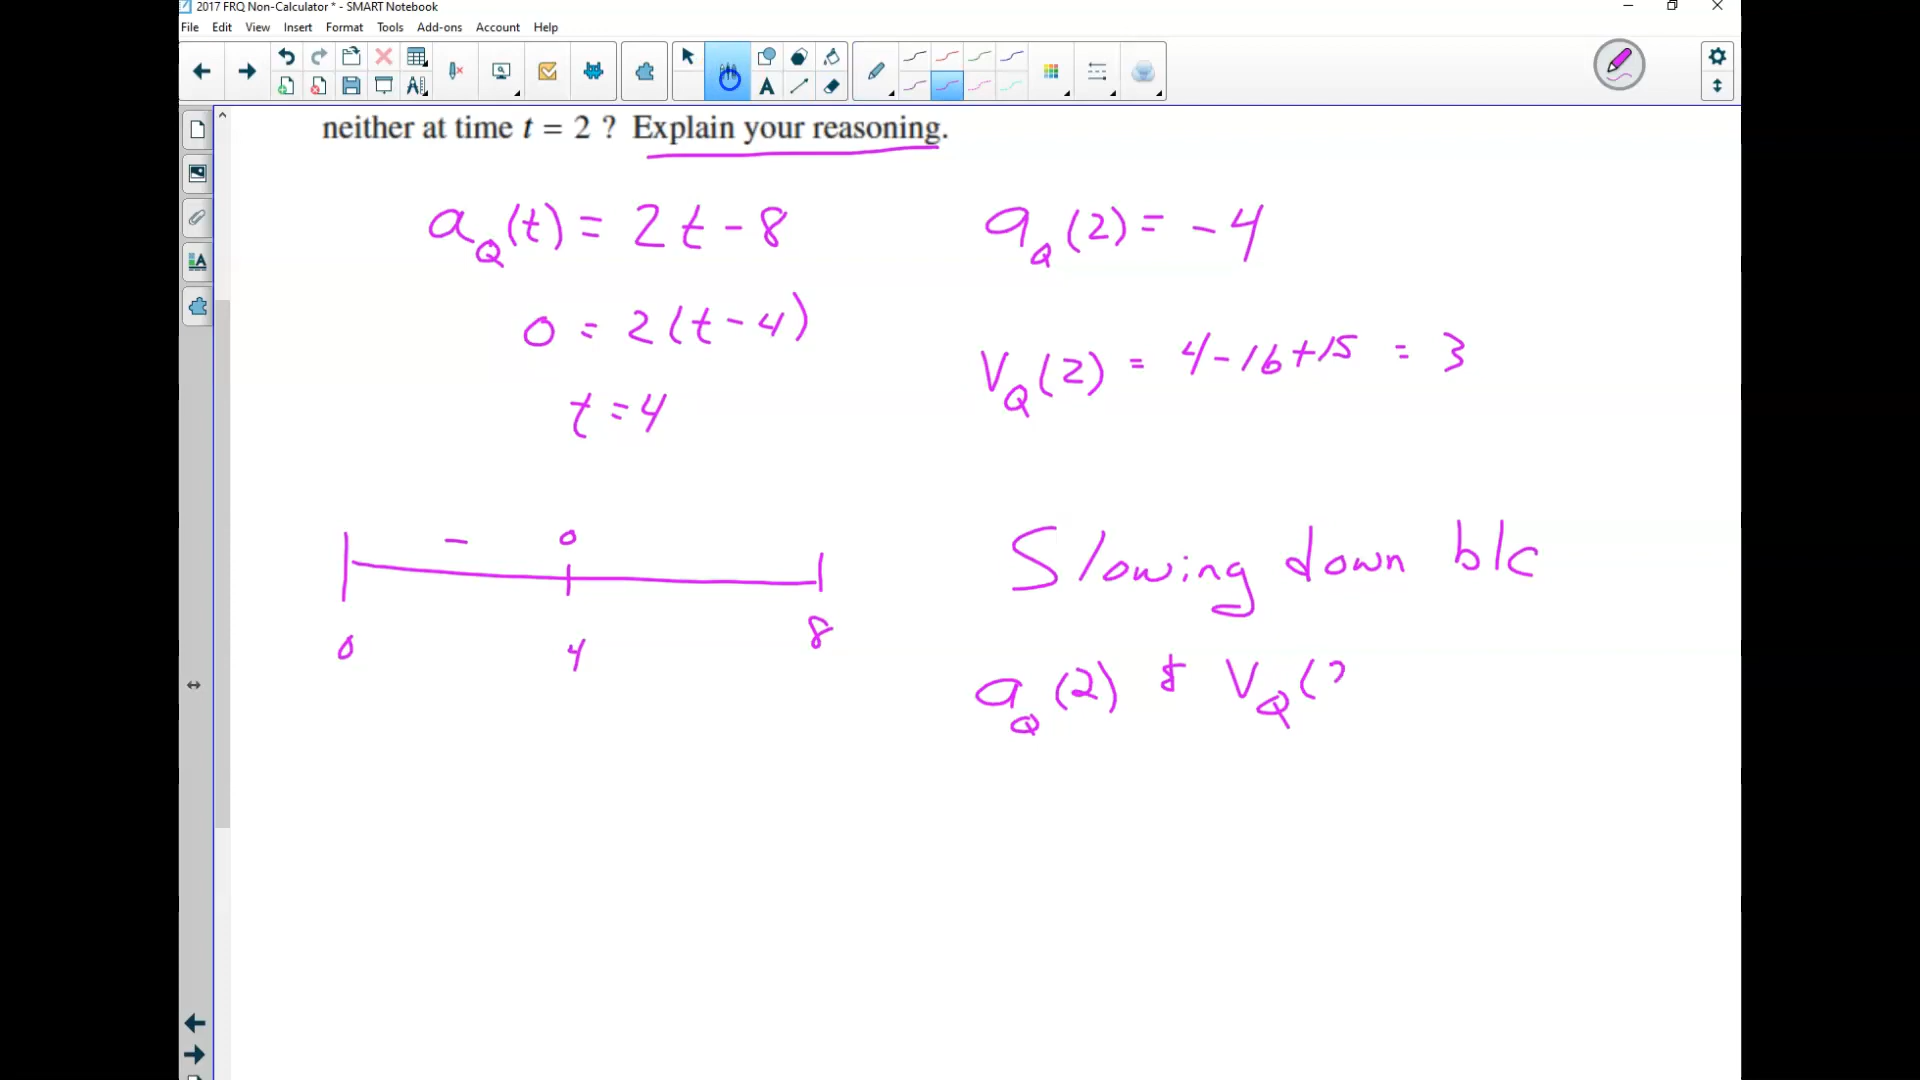 2017 FRQ Non-Calculator * - SMART Notebook
File Edit View Insert Format Tools Add-ons Account Help
neither at time t = 2 ? Explain your reasoning.
a_Q(t) = 2t - 8
a_Q(2) = -4
0 = 2(t - 4)
V_Q(2) = 4 - 16 + 15 = 3
t = 4
- 0
0 4 8
Slowing down b/c
a_Q(2) & V_Q(2